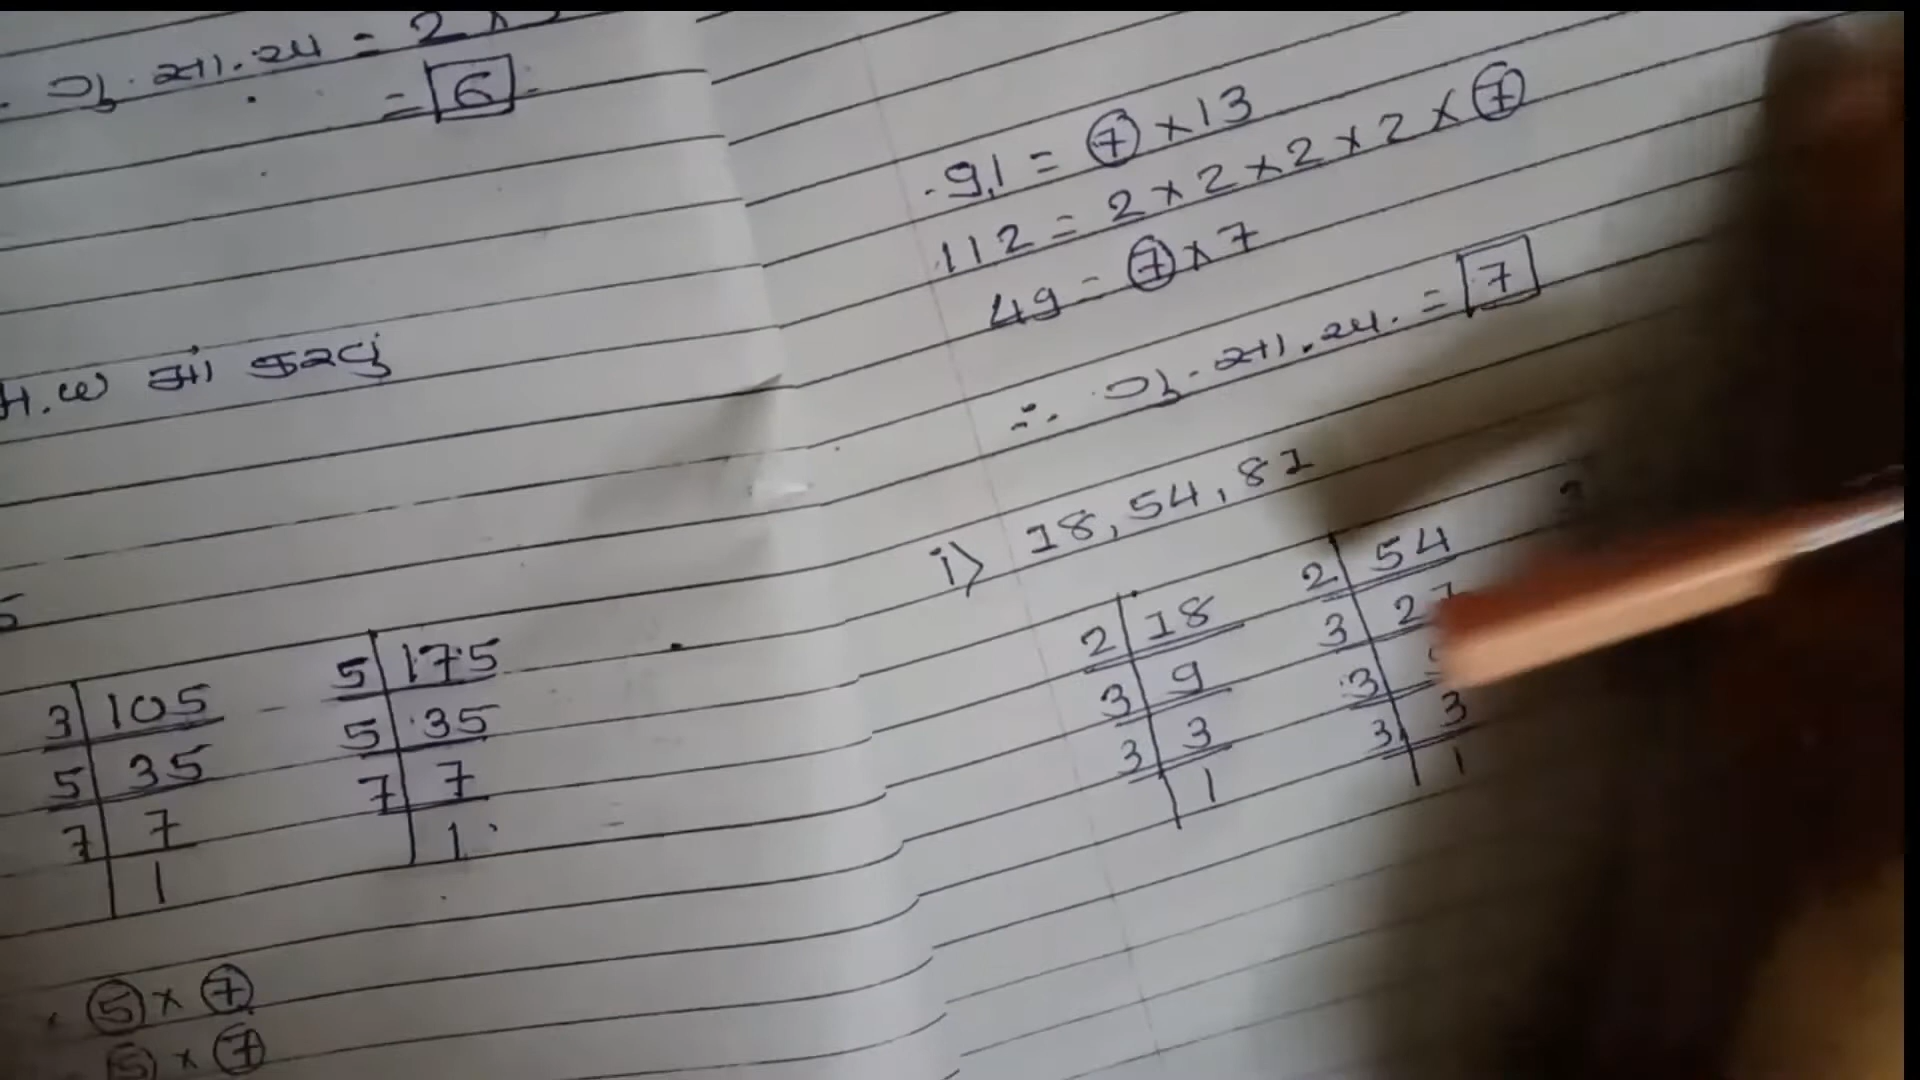 ગુ.સા.અ = 2 ×
= 6
માં કરવું
3 | 105
5 | 35
7 | 7
1
5 | 175
5 | 35
7 | 7
1
5 × 7
5 × 7
91 = 7 × 13
112 = 2 × 2 × 2 × 2 × 7
49 = 7 × 7
∴ ગુ.સા.અ. = 7
i) 18, 54, 81
2 | 18
3 | 9
3 | 3
1
2 | 54
3 | 27
3 |
3 | 3
1